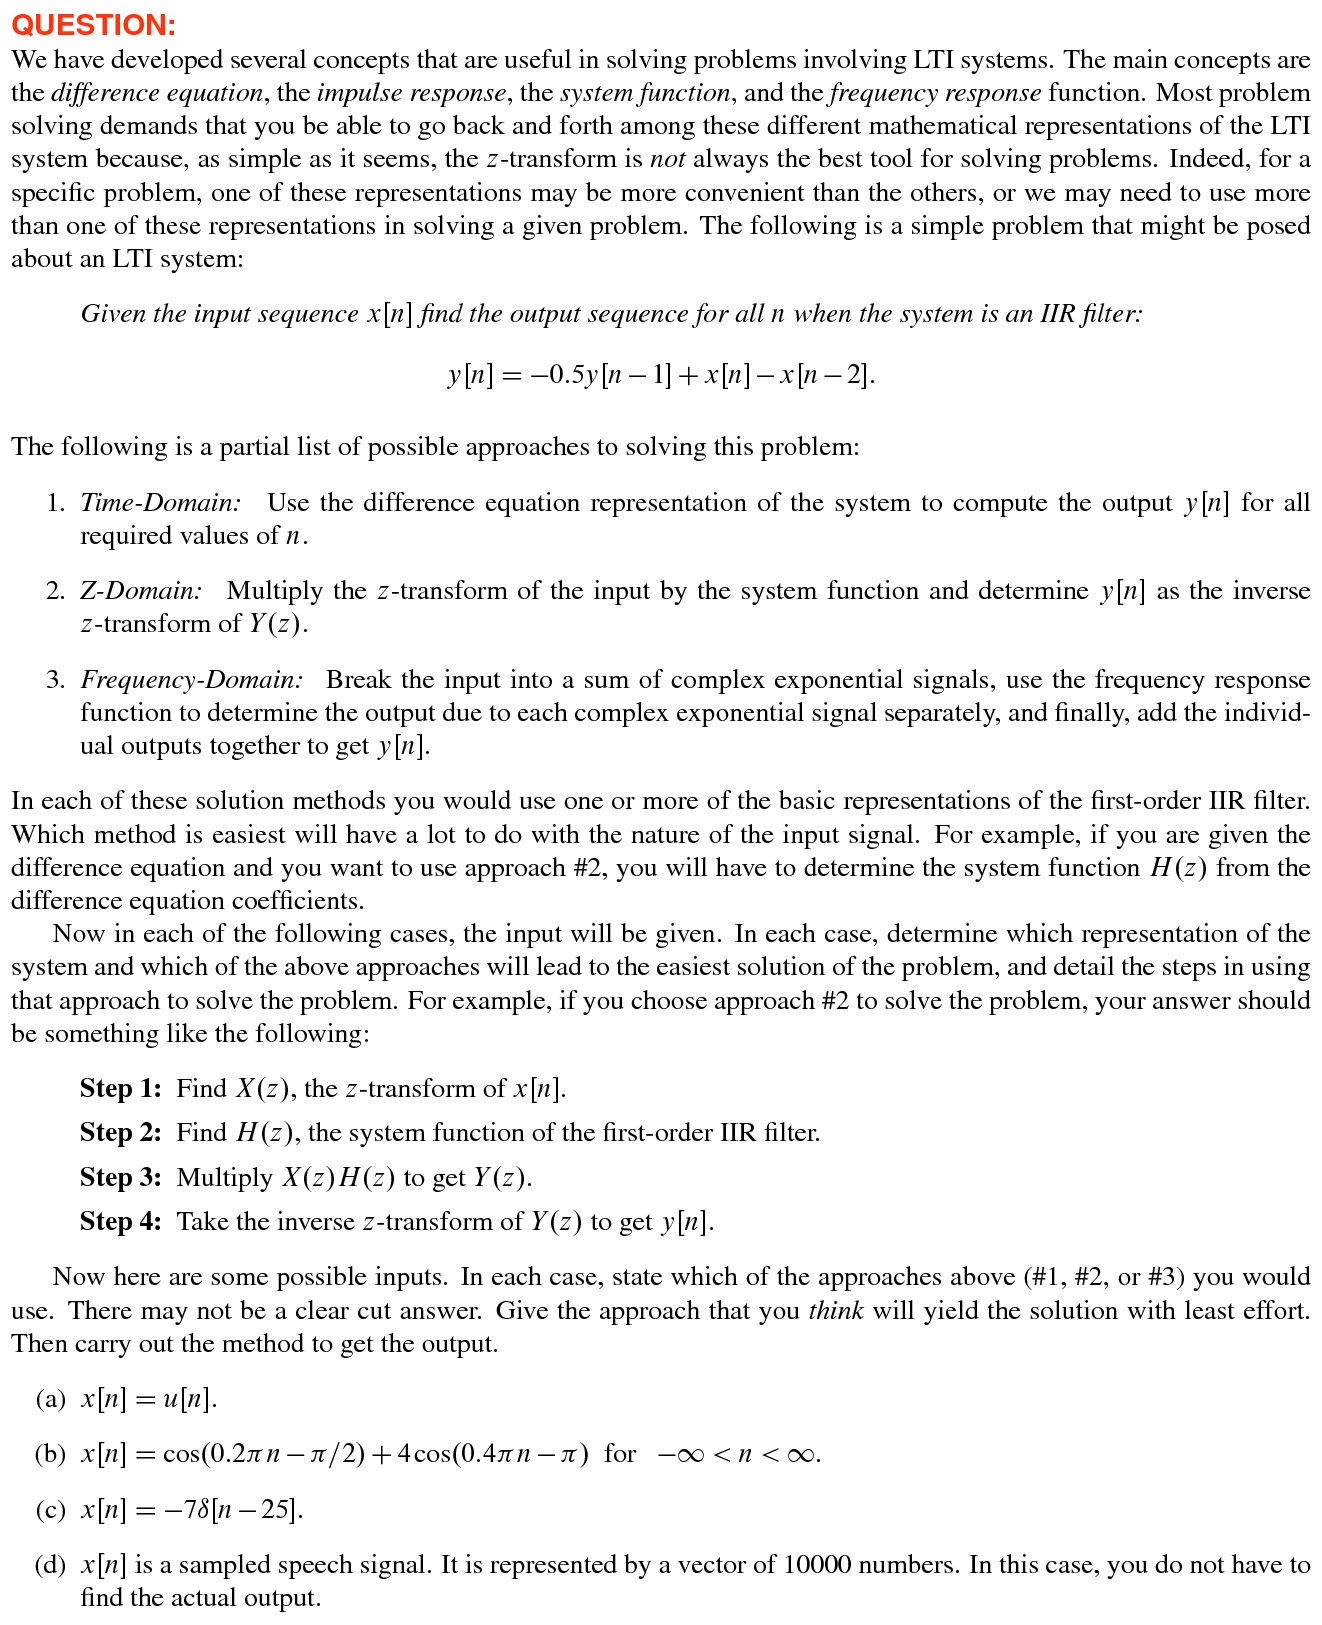 QUESTION:
We have developed several concepts that are useful in solving problems involving LTI systems. The main concepts are
the difference equation, the impulse response, the system function, and the frequency response function. Most problem
solving demands that you be able to go back and forth among these different mathematical representations of the LTI
system because, as simple as it seems, the z-transform is not always the best tool for solving problems. Indeed, for a
specific problem, one of these representations may be more convenient than the others, or we may need to use more
than one of these representations in solving a given problem. The following is a simple problem that might be posed
about an LTI system:
Given the input sequence x[n] find the output sequence for all n when the system is an IIR filter:
y[n] = −0.5y[n − 1] + x[n] − x[n − 2].
The following is a partial list of possible approaches to solving this problem:
1. Time-Domain: Use the difference equation representation of the system to compute the output y[n] for all
required values of n.
2. Z-Domain: Multiply the z-transform of the input by the system function and determine y[n] as the inverse
z-transform of Y(z).
3. Frequency-Domain: Break the input into a sum of complex exponential signals, use the frequency response
function to determine the output due to each complex exponential signal separately, and finally, add the individ-
ual outputs together to get y[n].
In each of these solution methods you would use one or more of the basic representations of the first-order IIR filter.
Which method is easiest will have a lot to do with the nature of the input signal. For example, if you are given the
difference equation and you want to use approach #2, you will have to determine the system function H(z) from the
difference equation coefficients.
Now in each of the following cases, the input will be given. In each case, determine which representation of the
system and which of the above approaches will lead to the easiest solution of the problem, and detail the steps in using
that approach to solve the problem. For example, if you choose approach #2 to solve the problem, your answer should
be something like the following:
Step 1: Find X(z), the z-transform of x[n].
Step 2: Find H(z), the system function of the first-order IIR filter.
Step 3: Multiply X(z)H(z) to get Y(z).
Step 4: Take the inverse z-transform of Y(z) to get y[n].
Now here are some possible inputs. In each case, state which of the approaches above (#1, #2, or #3) you would
use. There may not be a clear cut answer. Give the approach that you think will yield the solution with least effort.
Then carry out the method to get the output.
(a) x[n] = u[n].
(b) x[n] = cos(0.2πn − π/2) + 4cos(0.4πn − π) for −∞ < n < ∞.
(c) x[n] = −7δ[n − 25].
(d) x[n] is a sampled speech signal. It is represented by a vector of 10000 numbers. In this case, you do not have to
find the actual output.